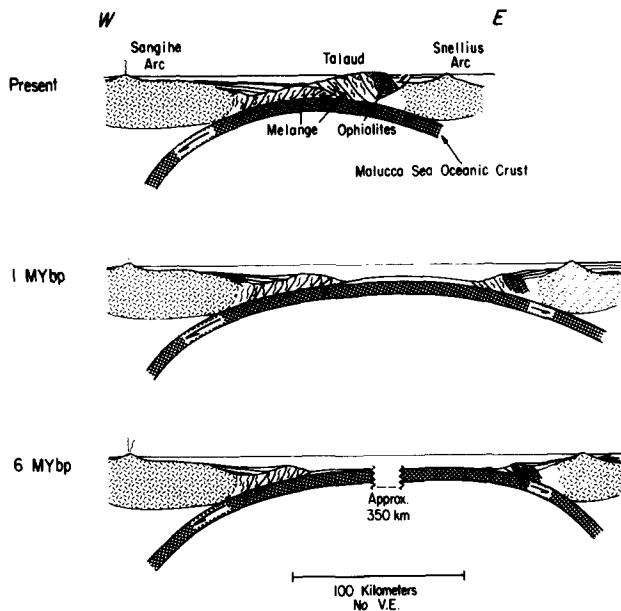 W
E
Sangihe
Arc
Talaud
Snellius
Arc
Present
Melange
Ophiolites
Malucca Sea Oceanic Crust
1 MYbp
6 MYbp
Approx.
350 km
100 Kilometers
No V.E.